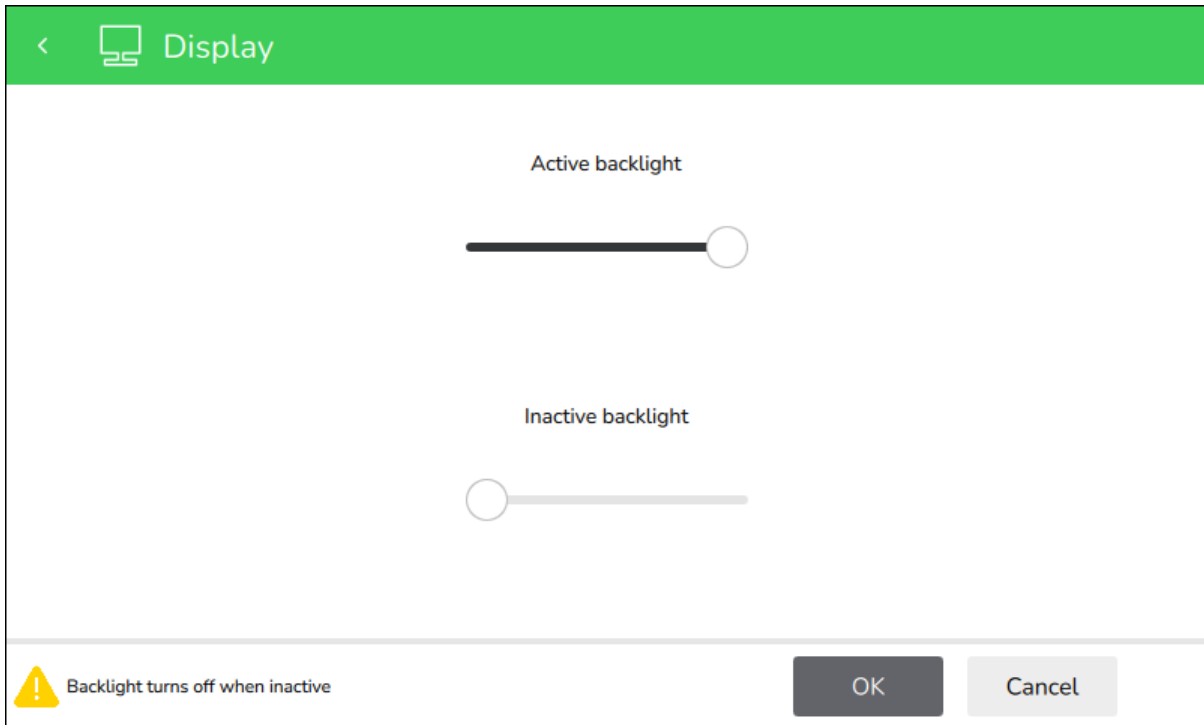 Display
Active backlight
Inactive backlight
Backlight turns off when inactive
OK
Cancel